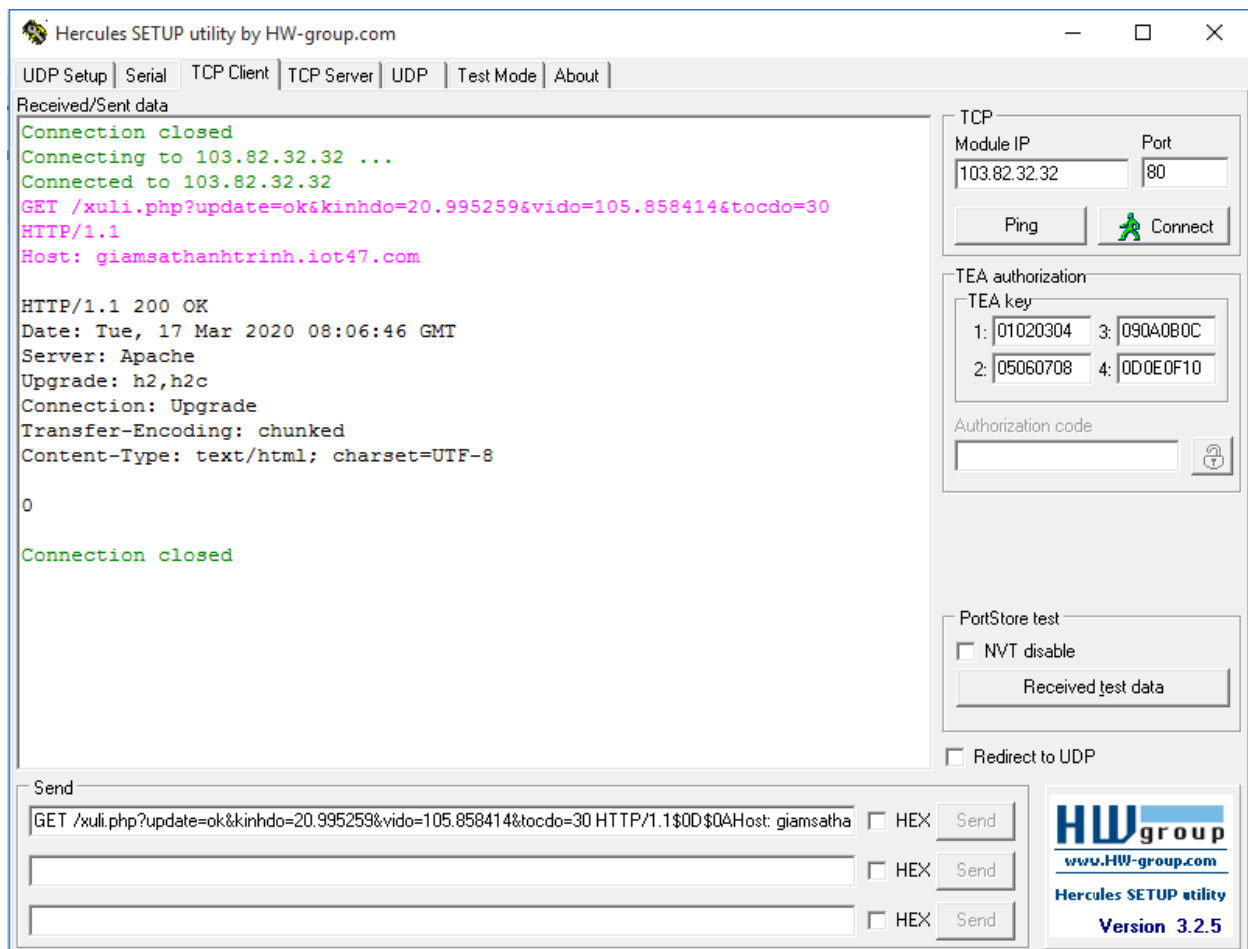 Hercules SETUP utility by HW-group.com
UDP Setup Serial TCP Client TCP Server UDP Test Mode About
Received/Sent data
Connection closed
Connecting to 103.82.32.32 ...
Connected to 103.82.32.32
GET /xuli.php?update=ok&kinhdo=20.995259&vido=105.858414&tocdo=30
HTTP/1.1
Host: giamsathanhtrinh.iot47.com
HTTP/1.1 200 OK
Date: Tue, 17 Mar 2020 08:06:46 GMT
Server: Apache
Upgrade: h2,h2c
Connection: Upgrade
Transfer-Encoding: chunked
Content-Type: text/html; charset=UTF-8
0
Connection closed
TCP
Module IP Port
103.82.32.32 80
Ping Connect
TEA authorization
TEA key
1: 01020304 3: 090A0B0C
2: 05060708 4: 0D0E0F10
Authorization code
PortStore test
NVT disable
Received test data
Redirect to UDP
Send
GET /xuli.php?update=ok&kinhdo=20.995259&vido=105.858414&tocdo=30 HTTP/1.1$0D$0AHost: giamsatha HEX Send
HEX Send
HEX Send
HW group
www.HW-group.com
Hercules SETUP utility
Version 3.2.5